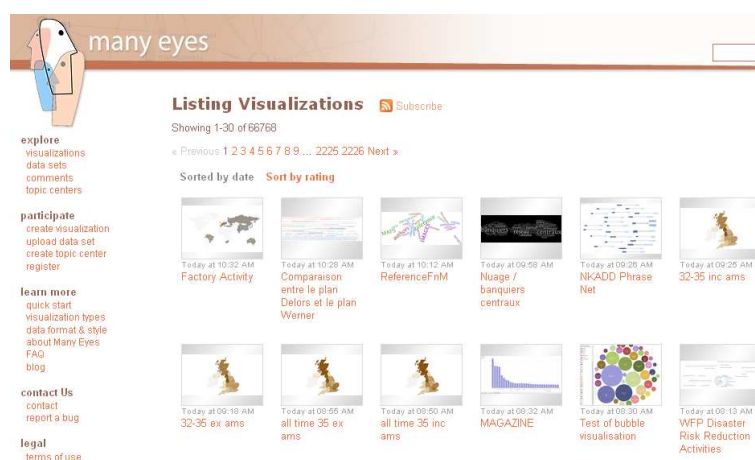 many eyes
Listing Visualizations
Subscribe
Showing 1-30 of 66768
« Previous 1 2 3 4 5 6 7 8 9 ... 2225 2226 Next »
Sorted by date Sort by rating
explore
visualizations
data sets
comments
topic centers
participate
create visualization
upload data set
create topic center
register
learn more
quick start
visualization types
data format & style
about Many Eyes
FAQ
blog
contact Us
contact
report a bug
legal
terms of use
Today at 10:32 AM
Factory Activity
Today at 10:28 AM
Comparaison
entre le plan
Delors et le plan
Werner
Today at 10:12 AM
ReferenceFnM
Today at 09:58 AM
Nuage /
banquiers
centraux
Today at 09:26 AM
NKADD Phrase
Net
Today at 09:25 AM
32-35 inc ams
Today at 09:18 AM
32-35 ex ams
Today at 08:55 AM
all time 35 ex
ams
Today at 08:50 AM
all time 35 inc
ams
Today at 08:32 AM
MAGAZINE
Today at 08:30 AM
Test of bubble
visualisation
Today at 08:13 AM
WFP Disaster
Risk Reduction
Activities